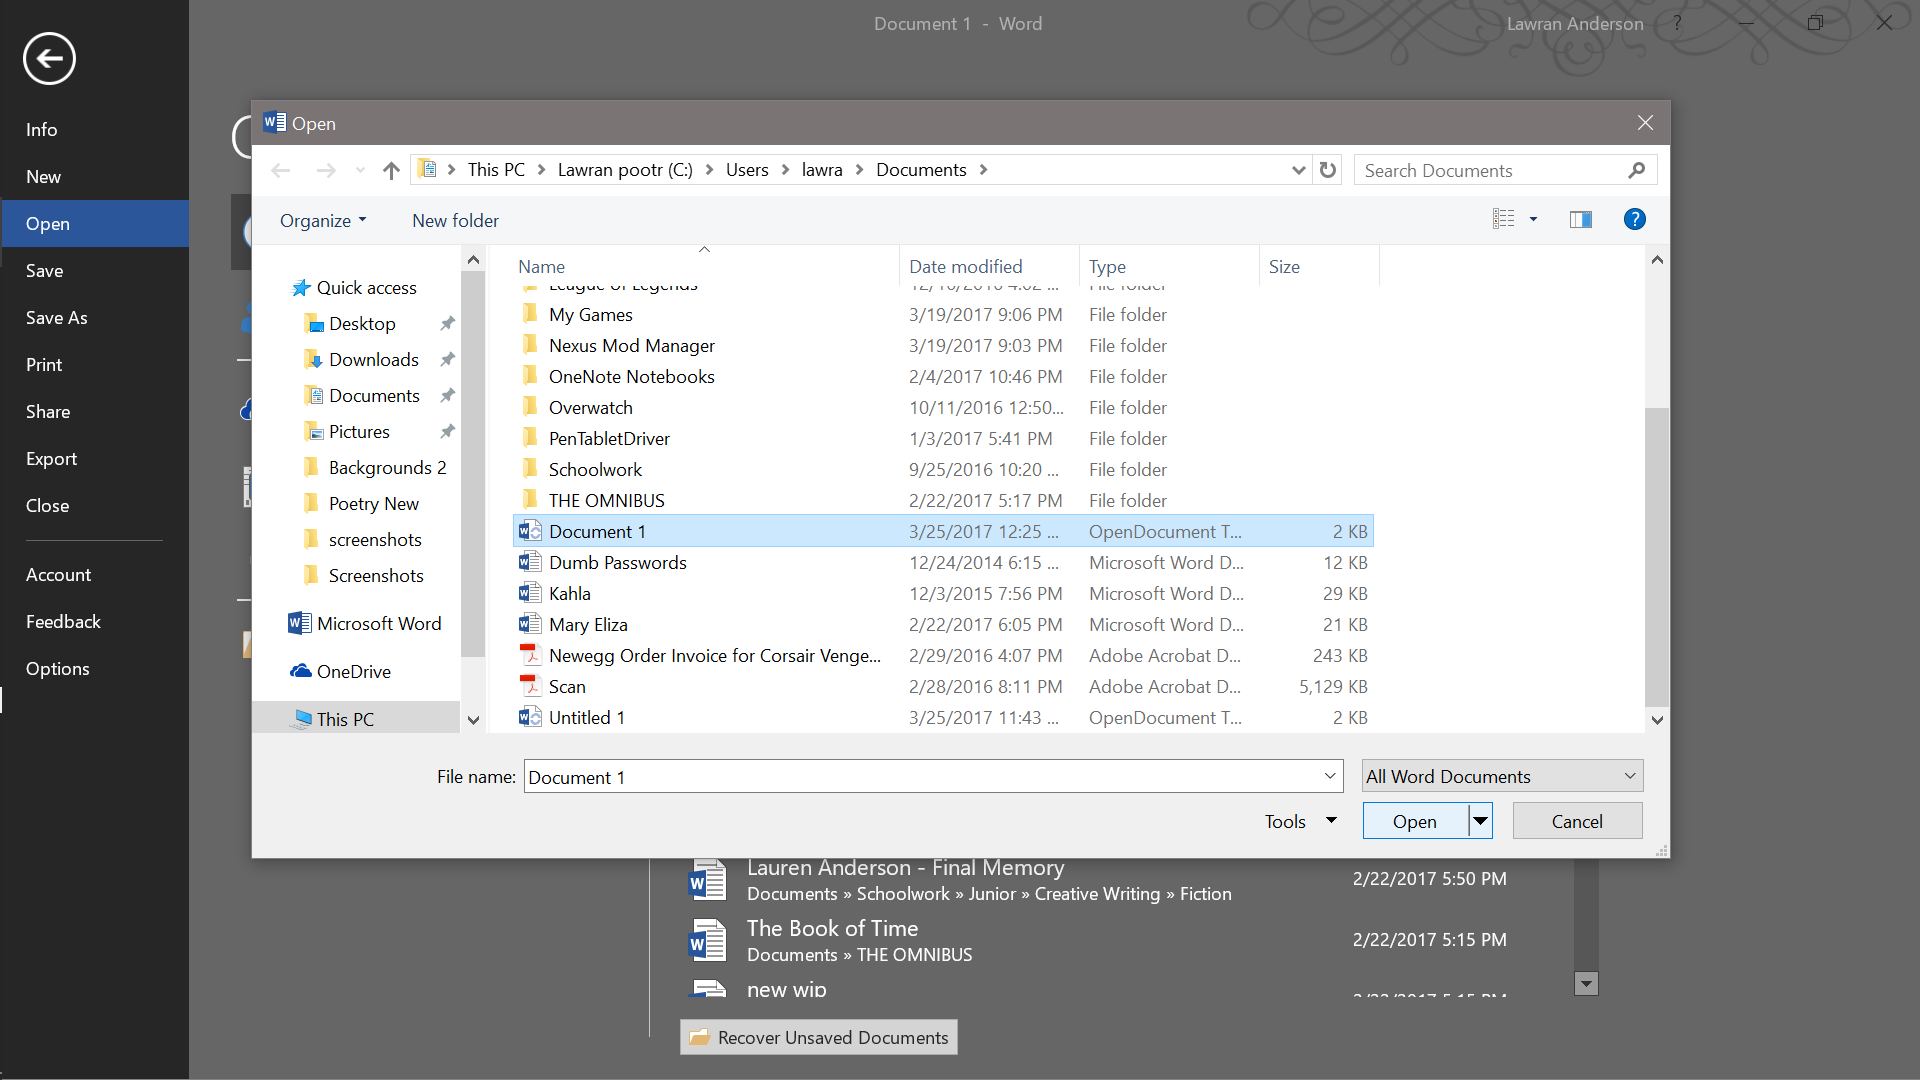 Document 1 - Word
Lawran Anderson ?
Info
New
Open
Save
Save As
Print
Share
Export
Close
Account
Feedback
Options
Open
This PC > Lawran pootr (C:) > Users > lawra > Documents >
Search Documents
Organize
New folder
?
Quick access
Desktop
Downloads
Documents
Pictures
Backgrounds 2
Poetry New
screenshots
Screenshots
Microsoft Word
OneDrive
This PC
Name Date modified Type Size
League of Legends 12/10/2016 4:02 ... File folder
My Games 3/19/2017 9:06 PM File folder
Nexus Mod Manager 3/19/2017 9:03 PM File folder
OneNote Notebooks 2/4/2017 10:46 PM File folder
Overwatch 10/11/2016 12:50... File folder
PenTabletDriver 1/3/2017 5:41 PM File folder
Schoolwork 9/25/2016 10:20 ... File folder
THE OMNIBUS 2/22/2017 5:17 PM File folder
Document 1 3/25/2017 12:25 ... OpenDocument T... 2 KB
Dumb Passwords 12/24/2014 6:15 ... Microsoft Word D... 12 KB
Kahla 12/3/2015 7:56 PM Microsoft Word D... 29 KB
Mary Eliza 2/22/2017 6:05 PM Microsoft Word D... 21 KB
Newegg Order Invoice for Corsair Venge... 2/29/2016 4:07 PM Adobe Acrobat D... 243 KB
Scan 2/28/2016 8:11 PM Adobe Acrobat D... 5,129 KB
Untitled 1 3/25/2017 11:43 ... OpenDocument T... 2 KB
File name: Document 1
All Word Documents
Tools
Open
Cancel
Lauren Anderson - Final Memory
Documents » Schoolwork » Junior » Creative Writing » Fiction
2/22/2017 5:50 PM
The Book of Time
Documents » THE OMNIBUS
2/22/2017 5:15 PM
new wip
Recover Unsaved Documents